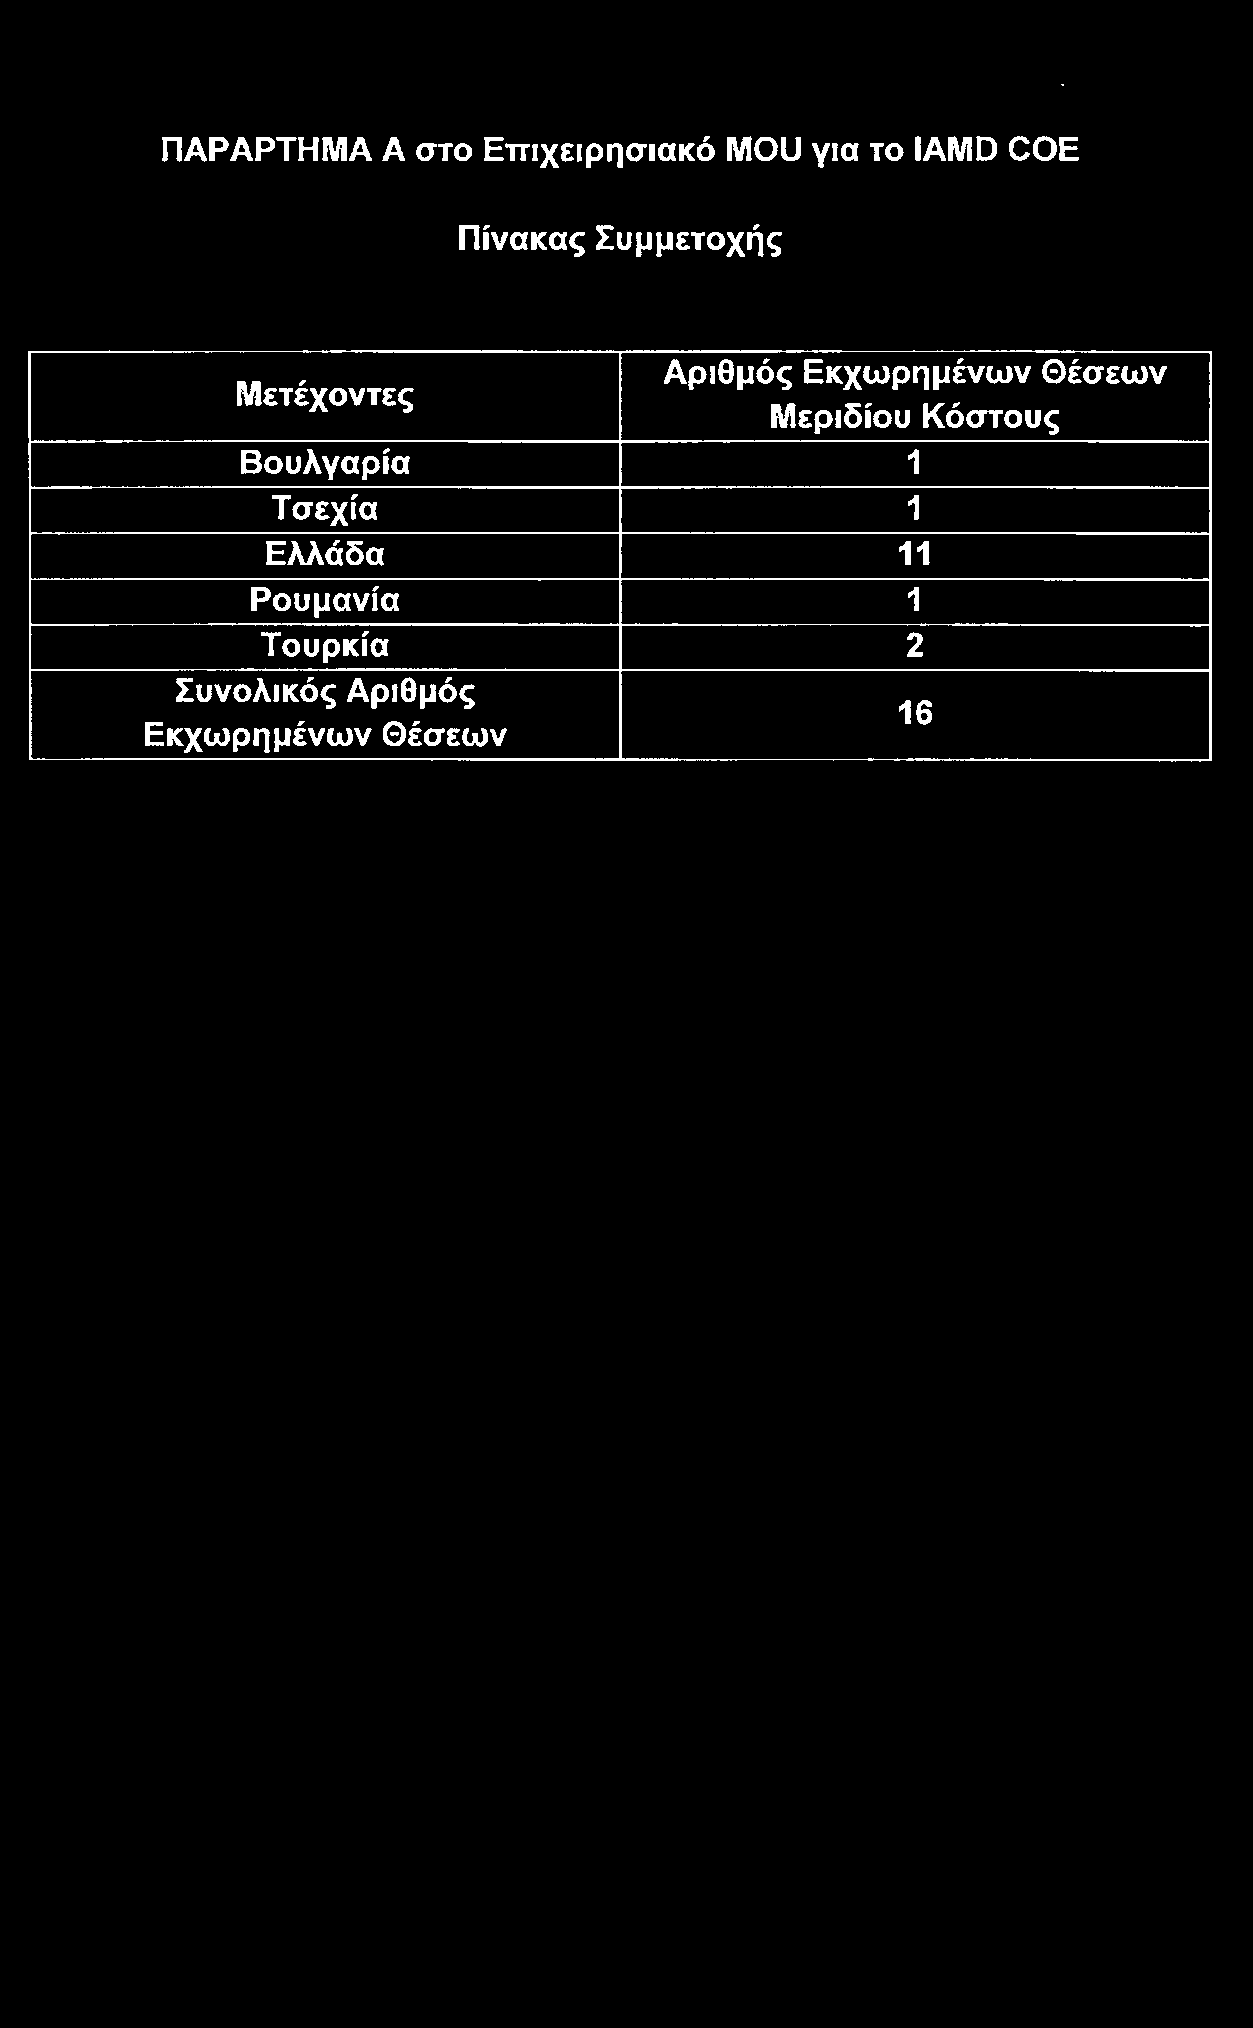 ΠΑΡΑΡΤΗΜΑ Α στο Επιχειρησιακό MOU για το IAMD COE
Πίνακας Συμμετοχής
Μετέχοντες
Αριθμός Εκχωρημένων Θέσεων
Μεριδίου Κόστους
Βουλγαρία 1
Τσεχία 1
Ελλάδα 11
Ρουμανία 1
Τουρκία 2
Συνολικός Αριθμός
Εκχωρημένων Θέσεων
16